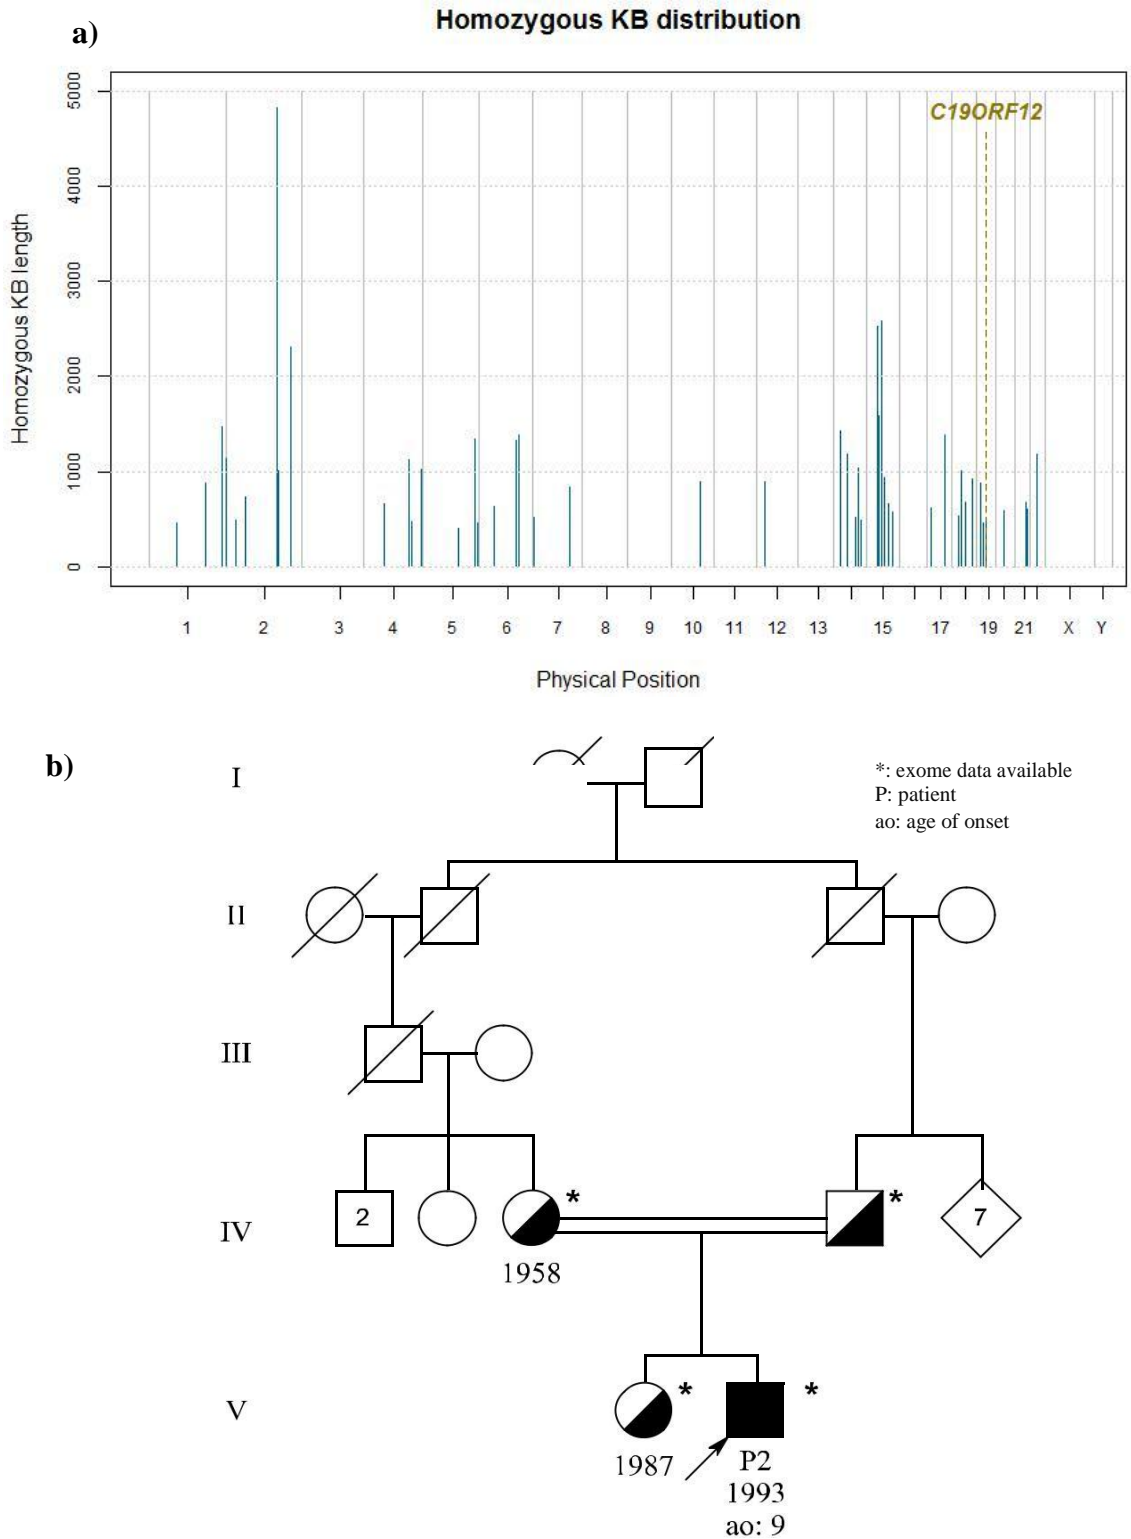 a)
Homozygous KB distribution
C19ORF12
5000
4000
3000
2000
1000
0
Homozygous KB length
1 2 3 4 5 6 7 8 9 10 11 12 13 15 17 19 21 X Y
Physical Position
b)
I
*: exome data available
P: patient
ao: age of onset
II
III
IV
2
*
*
7
1958
V
*
*
1987
P2
1993
ao: 9